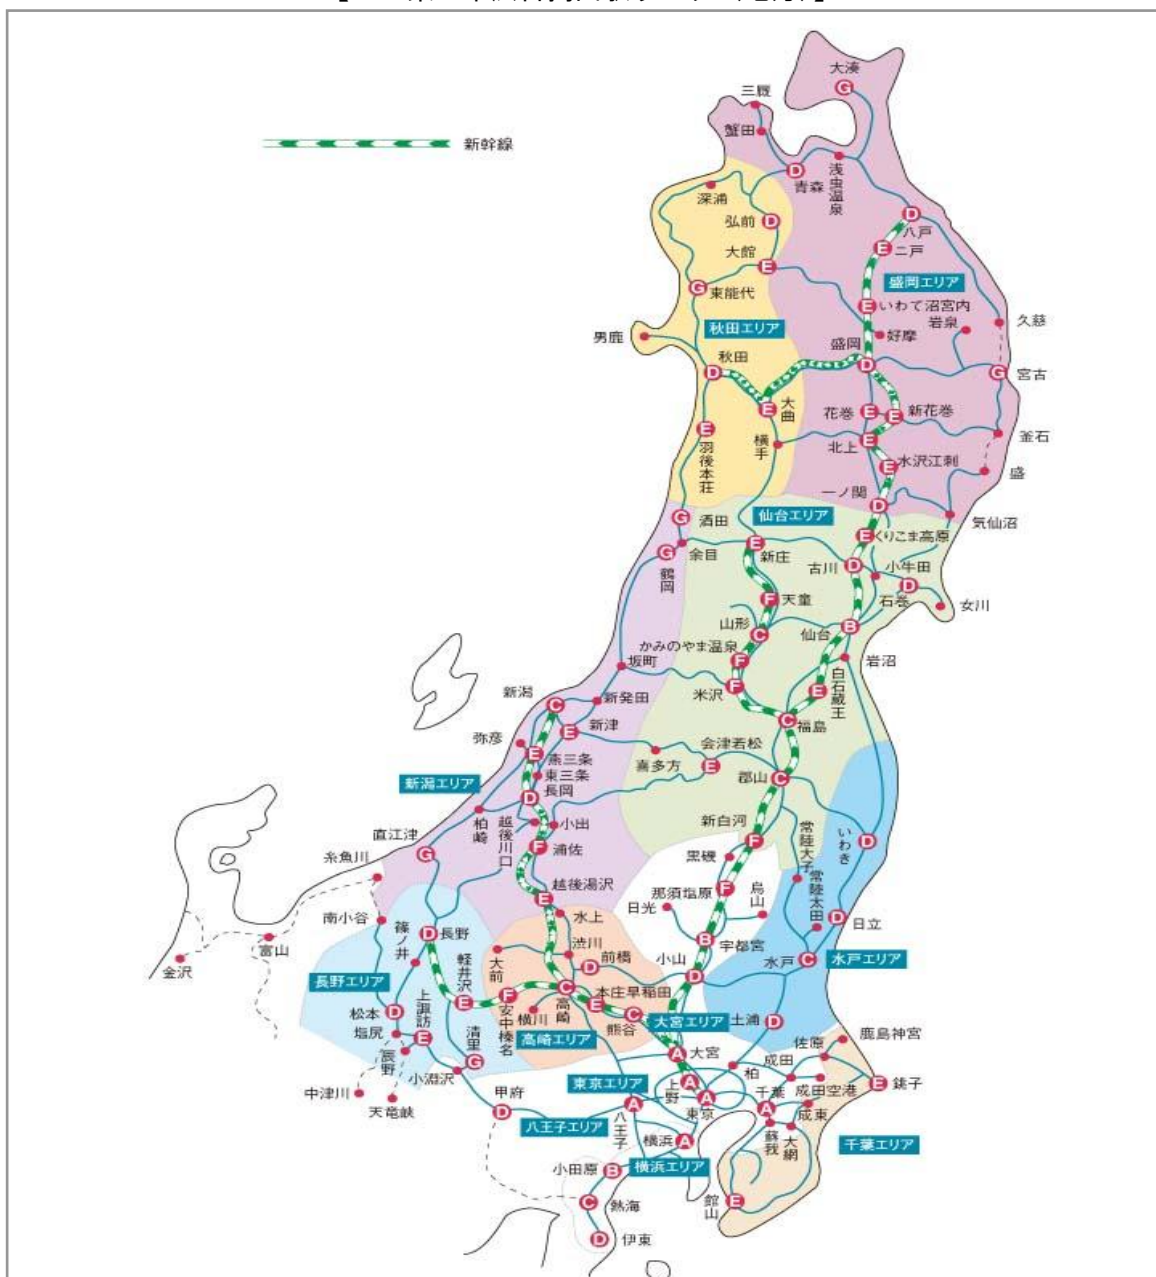 大湊
G
三厩
蟹田
新幹線
D
青森
浅虫温泉
深浦
弘前
D
D
八戸
E
二戸
大館
E
盛岡エリア
G
東能代
E
いわて沼宮内
岩泉
久慈
秋田エリア
男鹿
好摩
盛岡
秋田
D
D
G
宮古
E
大曲
花巻
E
E
新花巻
E
羽後本荘
横手
北上
E
釜石
E
水沢江刺
盛
一ノ関
D
G
酒田
仙台エリア
気仙沼
E
くりこま高原
G
鶴岡
余目
E
新庄
古川
D
小牛田
石巻
D
女川
F
天童
山形
C
仙台
B
かみのやま温泉
F
岩沼
坂町
米沢
F
E
白石蔵王
新潟
C
新発田
C
福島
E
新津
弥彦
E
燕三条
喜多方
会津若松
E
東三条
新潟エリア
郡山
C
長岡
D
柏崎
越後川口
小出
新白河
F
常陸大子
いわき
D
直江津
G
F
浦佐
黒磯
糸魚川
越後湯沢
E
那須塩原
F
烏山
常陸太田
日光
D
日立
南小谷
水上
篠ノ井
D
長野
渋川
B
宇都宮
富山
大前
D
前橋
小山
D
水戸
C
水戸エリア
金沢
長野エリア
軽井沢
E
F
安中榛名
C
高崎
本庄早稲田
E
C
熊谷
大宮エリア
土浦
D
松本
D
上諏訪
横川
高崎エリア
塩尻
E
清里
G
A
大宮
佐原
鹿島神宮
辰野
小淵沢
柏
成田
東京エリア
上野
A
成田空港
E
銚子
中津川
天竜峡
甲府
D
A
八王子
A
東京
千葉
A
成東
八王子エリア
蘇我
大網
横浜
A
千葉エリア
小田原
B
横浜エリア
C
熱海
館山
E
D
伊東